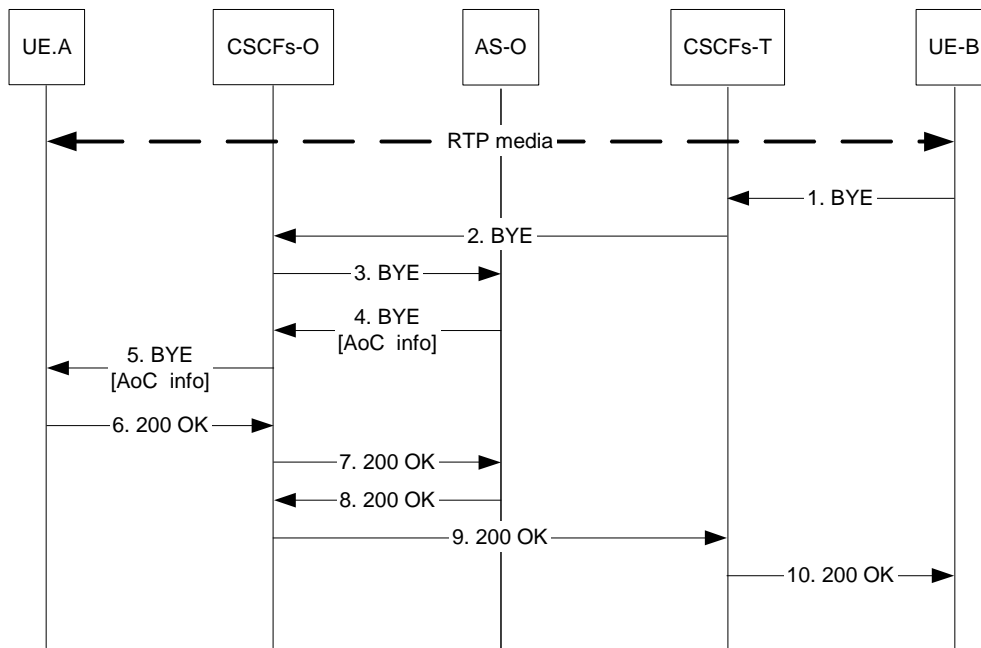 UE.A
CSCFs-O
AS-O
CSCFs-T
UE-B
RTP media
1. BYE
2. BYE
3. BYE
4. BYE
[AoC info]
5. BYE
[AoC info]
6. 200 OK
7. 200 OK
8. 200 OK
9. 200 OK
10. 200 OK